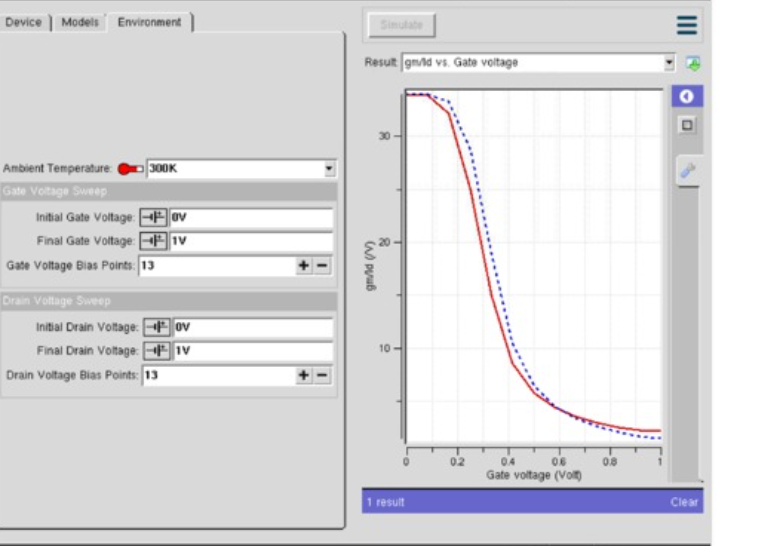 Device Models Environment
Ambient Temperature: 300K
Gate Voltage Sweep
Initial Gate Voltage: 0V
Final Gate Voltage: 1V
Gate Voltage Bias Points: 13
Drain Voltage Sweep
Initial Drain Voltage: 0V
Final Drain Voltage: 1V
Drain Voltage Bias Points: 13
Simulate
Result: gm/Id vs. Gate voltage
gm/Id (/V)
30
20
10
0 0.2 0.4 0.6 0.8 1
Gate voltage (Volt)
1 result Clear